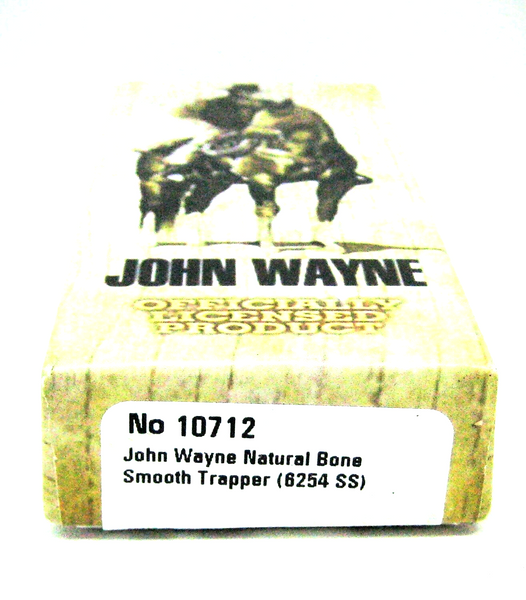 JOHN WAYNE
OFFICIALLY
LICENSED
PRODUCT
No 10712
John Wayne Natural Bone
Smooth Trapper (6254 SS)